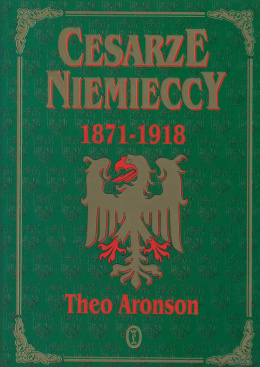 CESARZE
NIEMIECCY
1871-1918
Theo Aronson